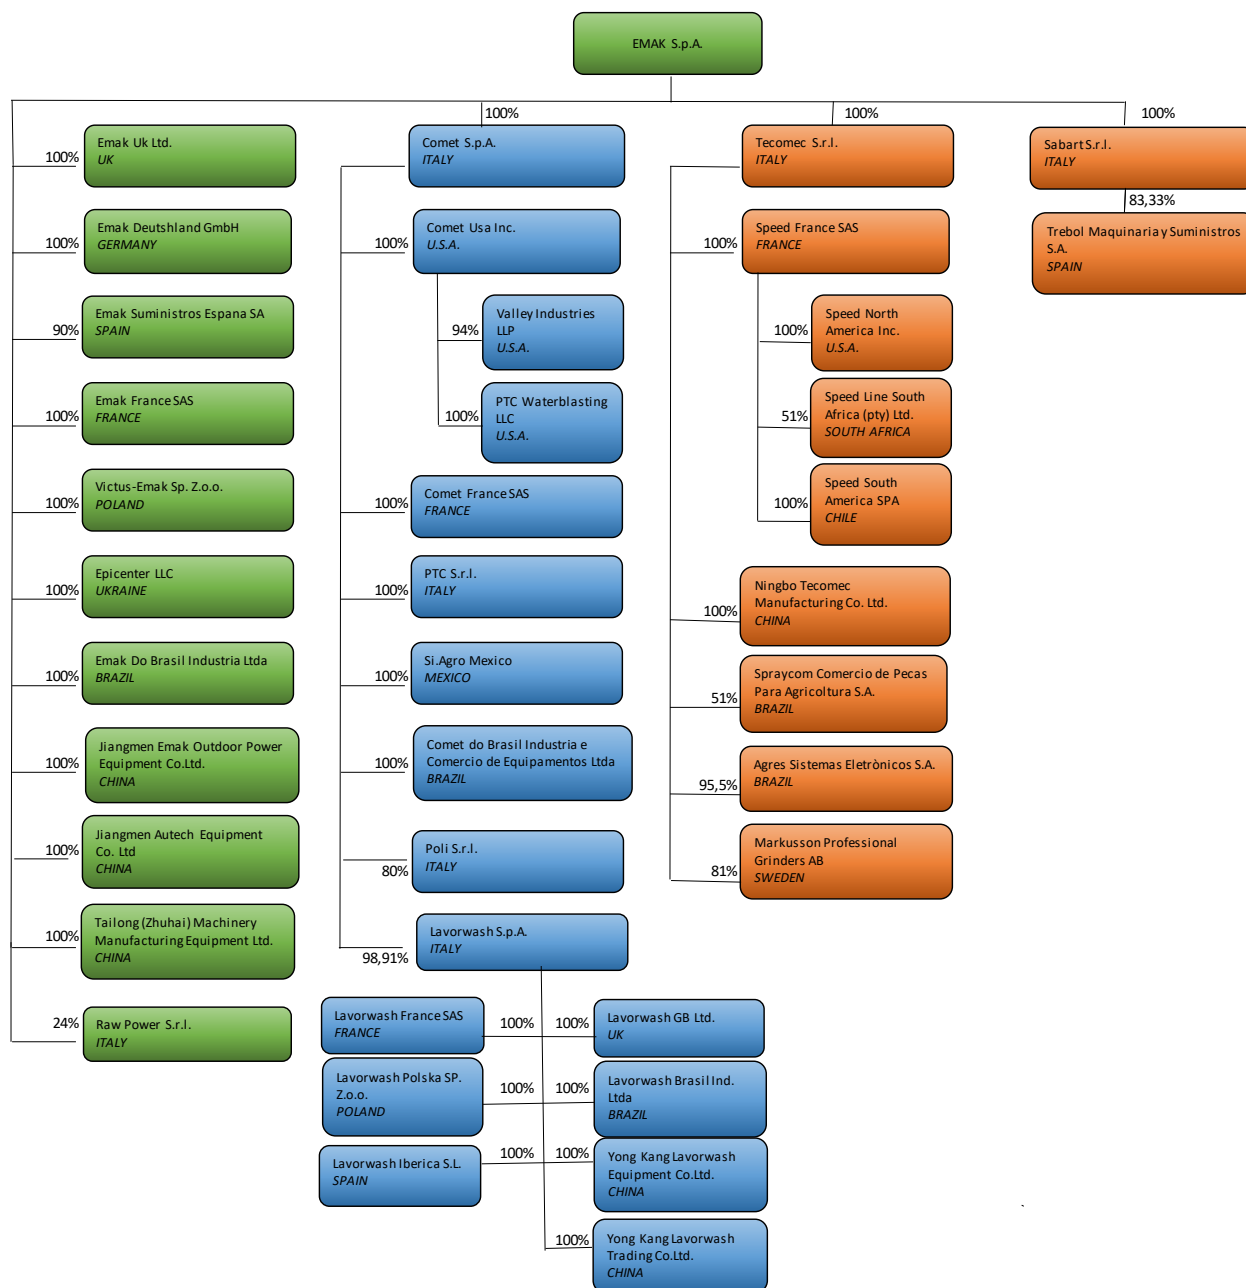 EMAK S.p.A.
100%
100%
100%
Emak Uk Ltd.
UK
100%
Emak Deutshland GmbH
GERMANY
100%
Emak Suministros Espana SA
SPAIN
90%
Emak France SAS
FRANCE
100%
Victus-Emak Sp. Z.o.o.
POLAND
100%
Epicenter LLC
UKRAINE
100%
Emak Do Brasil Industria Ltda
BRAZIL
100%
Jiangmen Emak Outdoor Power
Equipment Co.Ltd.
CHINA
100%
Jiangmen Autech Equipment
Co. Ltd
CHINA
100%
Tailong (Zhuhai) Machinery
Manufacturing Equipment Ltd.
CHINA
100%
Raw Power S.r.l.
ITALY
24%
Comet S.p.A.
ITALY
100%
Comet Usa Inc.
U.S.A.
100%
Valley Industries
LLP
U.S.A.
94%
PTC Waterblasting
LLC
U.S.A.
100%
Comet France SAS
FRANCE
100%
PTC S.r.l.
ITALY
100%
Si.Agro Mexico
MEXICO
100%
Comet do Brasil Industria e
Comercio de Equipamentos Ltda
BRAZIL
100%
Poli S.r.l.
ITALY
80%
Lavorwash S.p.A.
ITALY
98,91%
Lavorwash France SAS
FRANCE
100%
100%
Lavorwash GB Ltd.
UK
Lavorwash Polska SP.
Z.o.o.
POLAND
100%
100%
Lavorwash Brasil Ind.
Ltda
BRAZIL
Lavorwash Iberica S.L.
SPAIN
100%
100%
Yong Kang Lavorwash
Equipment Co.Ltd.
CHINA
100%
Yong Kang Lavorwash
Trading Co.Ltd.
CHINA
Tecomec S.r.l.
ITALY
Speed France SAS
FRANCE
100%
Speed North
America Inc.
U.S.A.
100%
Speed Line South
Africa (pty) Ltd.
SOUTH AFRICA
51%
Speed South
America SPA
CHILE
100%
Ningbo Tecomec
Manufacturing Co. Ltd.
CHINA
100%
Spraycom Comercio de Pecas
Para Agricoltura S.A.
BRAZIL
51%
Agres Sistemas Eletrònicos S.A.
BRAZIL
95,5%
Markusson Professional
Grinders AB
SWEDEN
81%
Sabart S.r.l.
ITALY
83,33%
Trebol Maquinaria y Suministros
S.A.
SPAIN